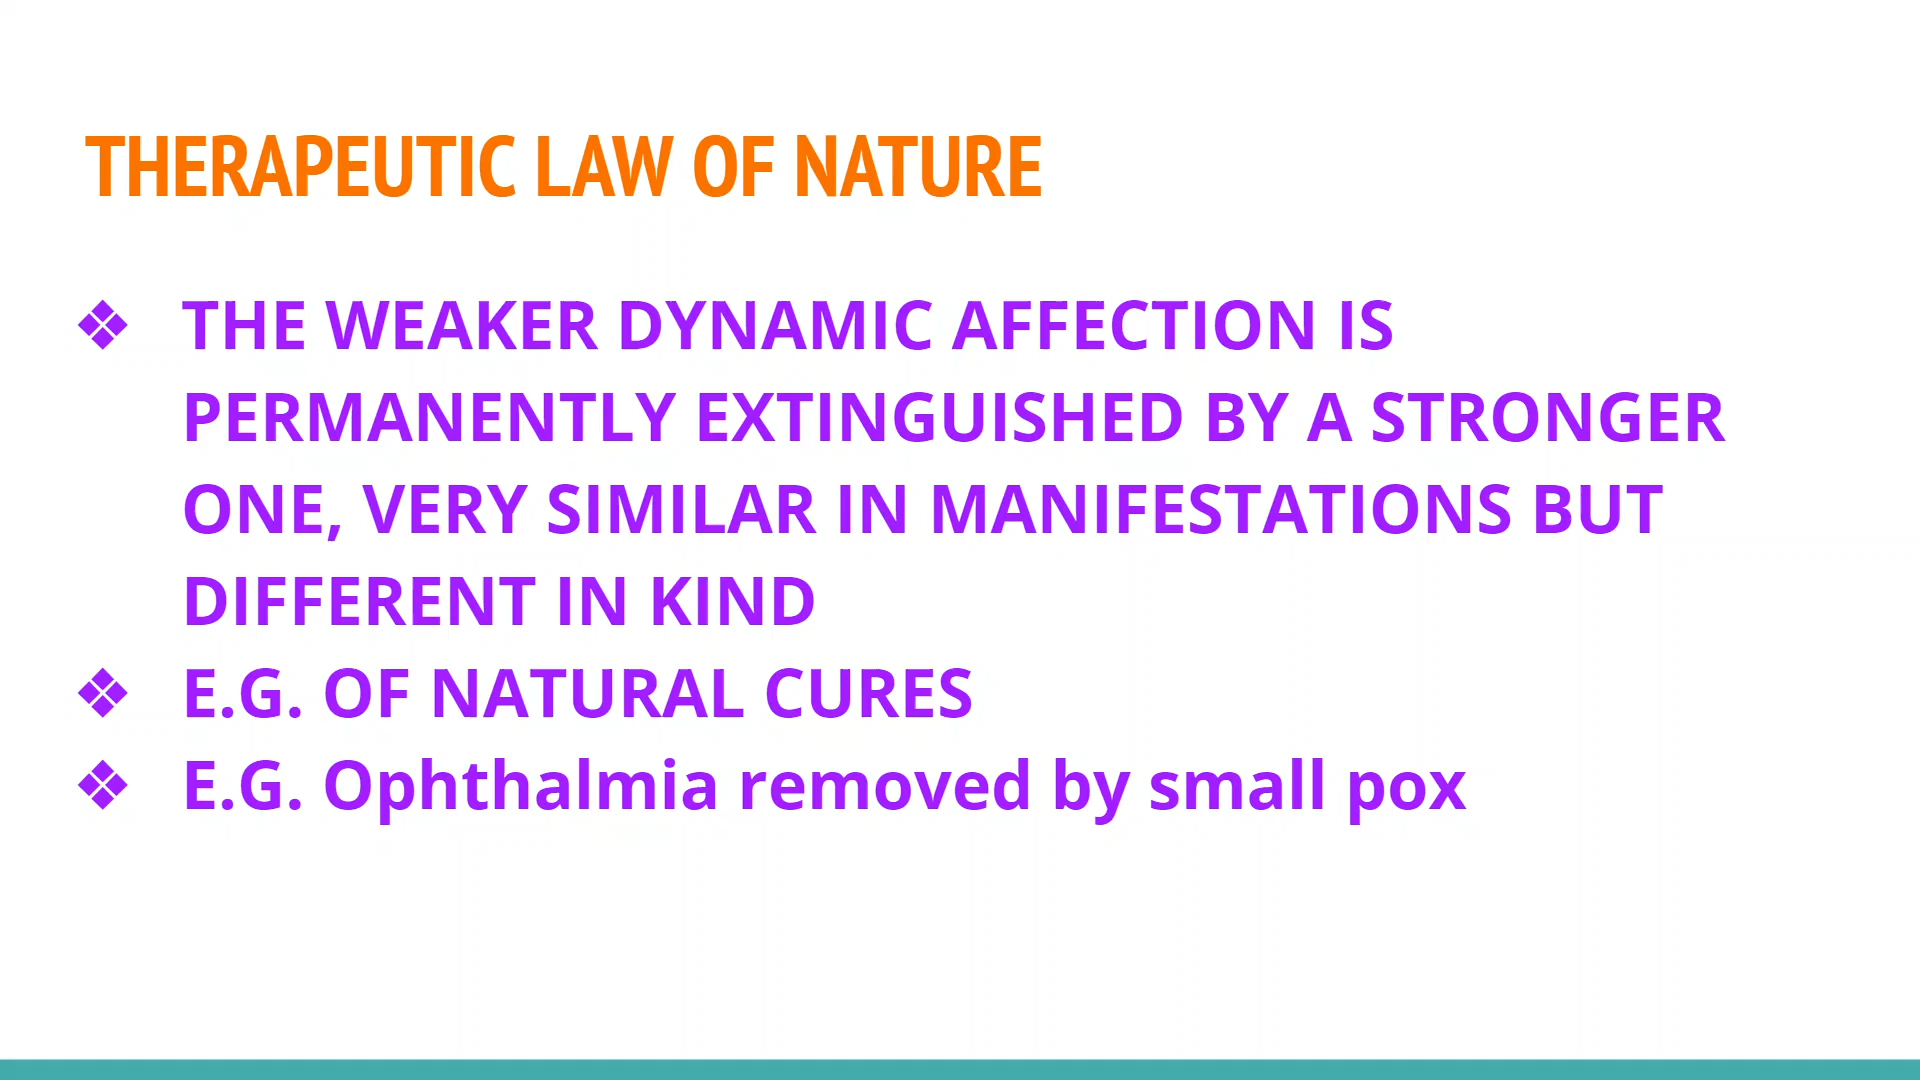 THERAPEUTIC LAW OF NATURE
❖ THE WEAKER DYNAMIC AFFECTION IS
PERMANENTLY EXTINGUISHED BY A STRONGER
ONE, VERY SIMILAR IN MANIFESTATIONS BUT
DIFFERENT IN KIND
❖ E.G. OF NATURAL CURES
❖ E.G. Ophthalmia removed by small pox